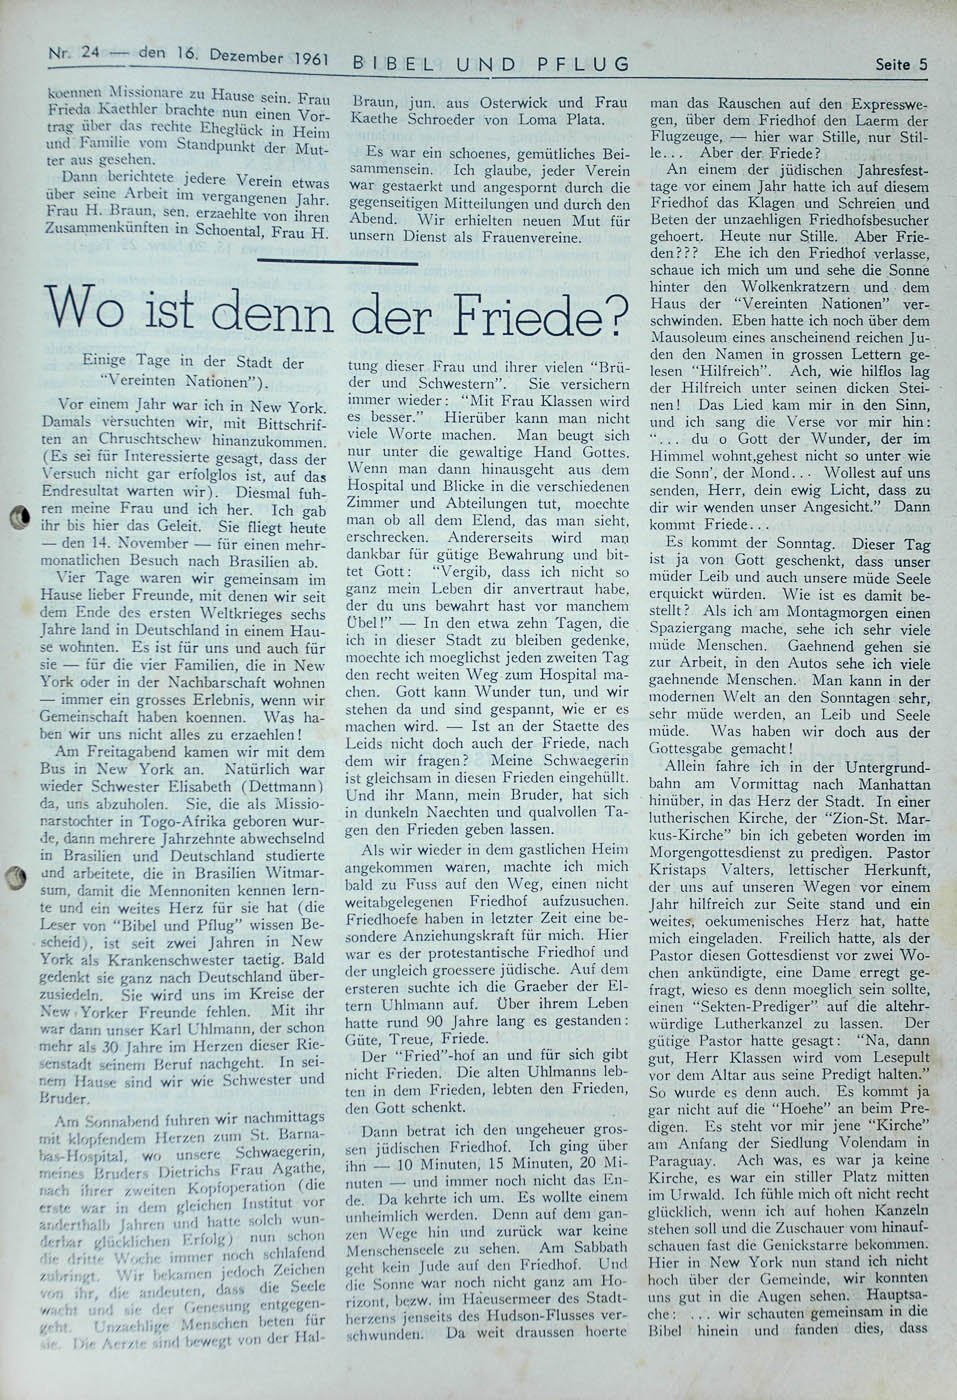 Nr. 24 — den 16. Dezember 1961 BIBEL UND PFLUG Seite 5
koennen Missionare zu Hause sein. Frau
Frieda Kaethler brachte nun einen Vor-
trag über das rechte Eheglück in Heim
und Familie vom Standpunkt der Mut-
ter aus gesehen.
Dann berichtete jedere Verein etwas
über seine Arbeit im vergangenen Jahr.
Frau H. Braun, sen. erzaehlte von ihren
Zusammenkünften in Schoental, Frau H.
Braun, jun. aus Osterwick und Frau
Kaethe Schroeder von Loma Plata.
Es war ein schoenes, gemütliches Bei-
sammensein. Ich glaube, jeder Verein
war gestaerkt und angespornt durch die
gegenseitigen Mitteilungen und durch den
Abend. Wir erhielten neuen Mut für
unsern Dienst als Frauenvereine.
Wo ist denn der Friede?
Einige Tage in der Stadt der
"Vereinten Nationen").
Vor einem Jahr war ich in New York.
Damals versuchten wir, mit Bittschrif-
ten an Chruschtschew hinanzukommen.
(Es sei für Interessierte gesagt, dass der
Versuch nicht gar erfolglos ist, auf das
Endresultat warten wir). Diesmal fuh-
ren meine Frau und ich her. Ich gab
ihr bis hier das Geleit. Sie fliegt heute
— den 14. November — für einen mehr-
monatlichen Besuch nach Brasilien ab.
Vier Tage waren wir gemeinsam im
Hause lieber Freunde, mit denen wir seit
dem Ende des ersten Weltkrieges sechs
Jahre land in Deutschland in einem Hau-
se wohnten. Es ist für uns und auch für
sie — für die vier Familien, die in New
York oder in der Nachbarschaft wohnen
— immer ein grosses Erlebnis, wenn wir
Gemeinschaft haben koennen. Was ha-
ben wir uns nicht alles zu erzaehlen!
Am Freitagabend kamen wir mit dem
Bus in New York an. Natürlich war
wieder Schwester Elisabeth (Dettmann)
da, uns abzuholen. Sie, die als Missio-
narstochter in Togo-Afrika geboren wur-
de, dann mehrere Jahrzehnte abwechselnd
in Brasilien und Deutschland studierte
und arbeitete, die in Brasilien Witmar-
sum, damit die Mennoniten kennen lern-
te und ein weites Herz für sie hat (die
Leser von "Bibel und Pflug" wissen Be-
scheid), ist seit zwei Jahren in New
York als Krankenschwester taetig. Bald
gedenkt sie ganz nach Deutschland über-
zusiedeln. Sie wird uns im Kreise der
New Yorker Freunde fehlen. Mit ihr
war dann unser Karl Uhlmann, der schon
mehr als 30 Jahre im Herzen dieser Rie-
senstadt seinem Beruf nachgeht. In sei-
nem Hause sind wir wie Schwester und
Bruder.
Am Sonnabend fuhren wir nachmittags
mit klopfendem Herzen zum St. Barna-
bas-Hospital, wo unsere Schwaegerin,
meines Bruders Dietrichs Frau Agathe,
nach ihrer zweiten Kopfoperation (die
erste war in dem gleichen Institut vor
anderthalb Jahren und hatte solch wun-
derbar glücklichen Erfolg) nun schon
die dritte Woche immer noch schlafend
zubringt. Wir bekamen jedoch Zeichen
von ihr, die andeuten, dass die Seele
wacht und sie der Genesung entgegen-
geht. Unzaehlige Menschen beten für
sie. Die Aerzte sind bewegt von der Hal-
tung dieser Frau und ihrer vielen "Brü-
der und Schwestern". Sie versichern
immer wieder: "Mit Frau Klassen wird
es besser." Hierüber kann man nicht
viele Worte machen. Man beugt sich
nur unter die gewaltige Hand Gottes.
Wenn man dann hinausgeht aus dem
Hospital und Blicke in die verschiedenen
Zimmer und Abteilungen tut, moechte
man ob all dem Elend, das man sieht,
erschrecken. Andererseits wird man
dankbar für gütige Bewahrung und bit-
tet Gott: "Vergib, dass ich nicht so
ganz mein Leben dir anvertraut habe,
der du uns bewahrt hast vor manchem
Übel!" — In den etwa zehn Tagen, die
ich in dieser Stadt zu bleiben gedenke,
moechte ich moeglichst jeden zweiten Tag
den recht weiten Weg zum Hospital ma-
chen. Gott kann Wunder tun, und wir
stehen da und sind gespannt, wie er es
machen wird. — Ist an der Staette des
Leids nicht doch auch der Friede, nach
dem wir fragen? Meine Schwaegerin
ist gleichsam in diesen Frieden eingehüllt.
Und ihr Mann, mein Bruder, hat sich
in dunkeln Naechten und qualvollen Ta-
gen den Frieden geben lassen.
Als wir wieder in dem gastlichen Heim
angekommen waren, machte ich mich
bald zu Fuss auf den Weg, einen nicht
weitabgelegenen Friedhof aufzusuchen.
Friedhoefe haben in letzter Zeit eine be-
sondere Anziehungskraft für mich. Hier
war es der protestantische Friedhof und
der ungleich groessere jüdische. Auf dem
ersteren suchte ich die Graeber der El-
tern Uhlmann auf. Über ihrem Leben
hatte rund 90 Jahre lang es gestanden:
Güte, Treue, Friede.
Der "Fried"-hof an und für sich gibt
nicht Frieden. Die alten Uhlmanns leb-
ten in dem Frieden, lebten den Frieden,
den Gott schenkt.
Dann betrat ich den ungeheuer gros-
sen jüdischen Friedhof. Ich ging über
ihn — 10 Minuten, 15 Minuten, 20 Mi-
nuten — und immer noch nicht das En-
de. Da kehrte ich um. Es wollte einem
unheimlich werden. Denn auf dem gan-
zen Wege hin und zurück war keine
Menschenseele zu sehen. Am Sabbath
geht kein Jude auf den Friedhof. Und
die Sonne war noch nicht ganz am Ho-
rizont, bezw. im Häeusermeer des Stadt-
herzens jenseits des Hudson-Flusses ver-
schwunden. Da weit draussen hoerte
man das Rauschen auf den Expresswe-
gen, über dem Friedhof den Laerm der
Flugzeuge, — hier war Stille, nur Stil-
le... Aber der Friede?
An einem der jüdischen Jahresfest-
tage vor einem Jahr hatte ich auf diesem
Friedhof das Klagen und Schreien und
Beten der unzaehligen Friedhofsbesucher
gehoert. Heute nur Stille. Aber Frie-
den??? Ehe ich den Friedhof verlasse,
schaue ich mich um und sehe die Sonne
hinter den Wolkenkratzern und dem
Haus der "Vereinten Nationen" ver-
schwinden. Eben hatte ich noch über dem
Mausoleum eines anscheinend reichen Ju-
den den Namen in grossen Lettern ge-
lesen "Hilfreich". Ach, wie hilflos lag
der Hilfreich unter seinen dicken Stei-
nen! Das Lied kam mir in den Sinn,
und ich sang die Verse vor mir hin:
"... du o Gott der Wunder, der im
Himmel wohnt,gehest nicht so unter wie
die Sonn', der Mond... Wollest auf uns
senden, Herr, dein ewig Licht, dass zu
dir wir wenden unser Angesicht." Dann
kommt Friede...
Es kommt der Sonntag. Dieser Tag
ist ja von Gott geschenkt, dass unser
müder Leib und auch unsere müde Seele
erquickt würden. Wie ist es damit be-
stellt? Als ich am Montagmorgen einen
Spaziergang mache, sehe ich sehr viele
müde Menschen. Gaehnend gehen sie
zur Arbeit, in den Autos sehe ich viele
gaehnende Menschen. Man kann in der
modernen Welt an den Sonntagen sehr,
sehr müde werden, an Leib und Seele
müde. Was haben wir doch aus der
Gottesgabe gemacht!
Allein fahre ich in der Untergrund-
bahn am Vormittag nach Manhattan
hinüber, in das Herz der Stadt. In einer
lutherischen Kirche, der "Zion-St. Mar-
kus-Kirche" bin ich gebeten worden im
Morgengottesdienst zu predigen. Pastor
Kristaps Valters, lettischer Herkunft,
der uns auf unseren Wegen vor einem
Jahr hilfreich zur Seite stand und ein
weites, oekumenisches Herz hat, hatte
mich eingeladen. Freilich hatte, als der
Pastor diesen Gottesdienst vor zwei Wo-
chen ankündigte, eine Dame erregt ge-
fragt, wieso es denn moeglich sein sollte,
einen "Sekten-Prediger" auf die altehr-
würdige Lutherkanzel zu lassen. Der
gütige Pastor hatte gesagt: "Na, dann
gut, Herr Klassen wird vom Lesepult
vor dem Altar aus seine Predigt halten."
So wurde es denn auch. Es kommt ja
gar nicht auf die "Hoehe" an beim Pre-
digen. Es steht vor mir jene "Kirche"
am Anfang der Siedlung Volendam in
Paraguay. Ach was, es war ja keine
Kirche, es war ein stiller Platz mitten
im Urwald. Ich fühle mich oft nicht recht
glücklich, wenn ich auf hohen Kanzeln
stehen soll und die Zuschauer vom hinauf-
schauen fast die Genickstarre bekommen.
Hier in New York nun stand ich nicht
hoch über der Gemeinde, wir konnten
uns gut in die Augen sehen. Hauptsa-
che: ... wir schauten gemeinsam in die
Bibel hinein und fanden dies, dass